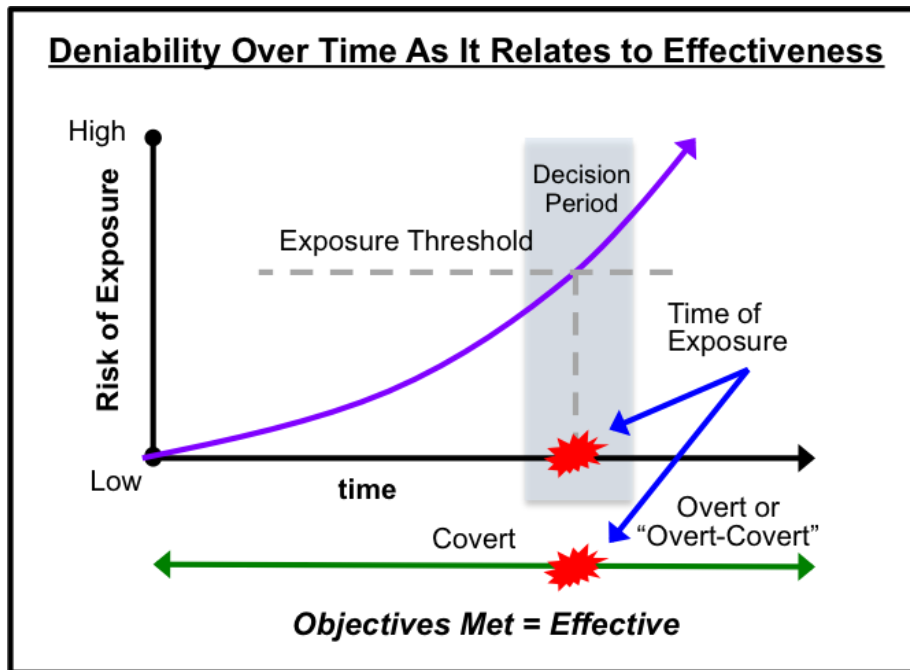 Deniability Over Time As It Relates to Effectiveness
High
Decision
Period
Exposure Threshold
Risk of Exposure
Time of
Exposure
Low
time
Covert
Overt or
“Overt-Covert”
Objectives Met = Effective